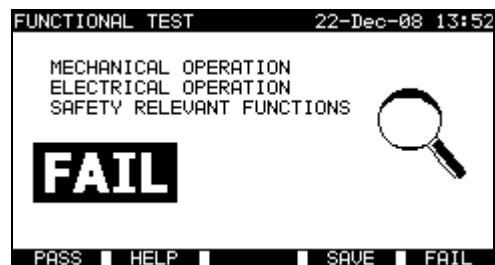 FUNCTIONAL TEST 22-Dec-08 13:52
MECHANICAL OPERATION
ELECTRICAL OPERATION
SAFETY RELEVANT FUNCTIONS
FAIL
PASS HELP SAVE FAIL